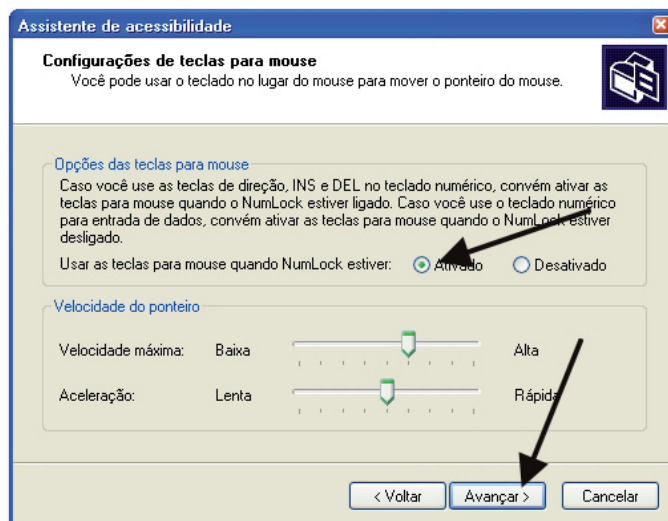 Assistente de acessibilidade
Configurações de teclas para mouse
Você pode usar o teclado no lugar do mouse para mover o ponteiro do mouse.
Opções das teclas para mouse
Caso você use as teclas de direção, INS e DEL no teclado numérico, convém ativar as
teclas para mouse quando o NumLock estiver ligado. Caso você use o teclado numérico
para entrada de dados, convém ativar as teclas para mouse quando o NumLock estiver
desligado.
Usar as teclas para mouse quando NumLock estiver: Ativado Desativado
Velocidade do ponteiro
Velocidade máxima: Baixa Alta
Aceleração: Lenta Rápida
< Voltar Avançar > Cancelar